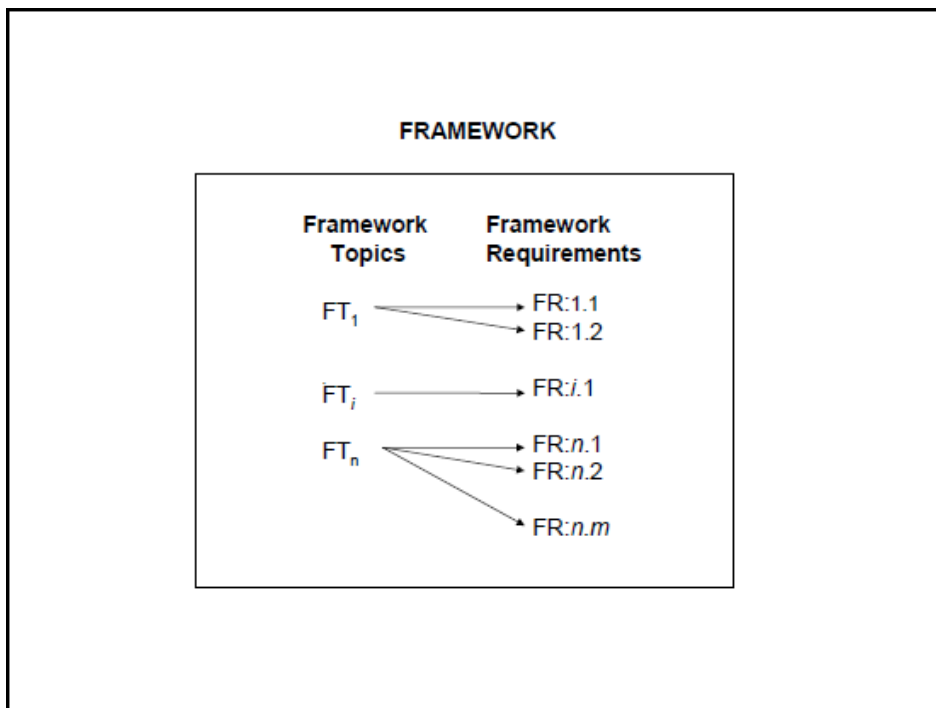 FRAMEWORK
Framework Topics
Framework Requirements
FT1
FR:1.1
FR:1.2
FTi
FR:i.1
FTn
FR:n.1
FR:n.2
FR:n.m